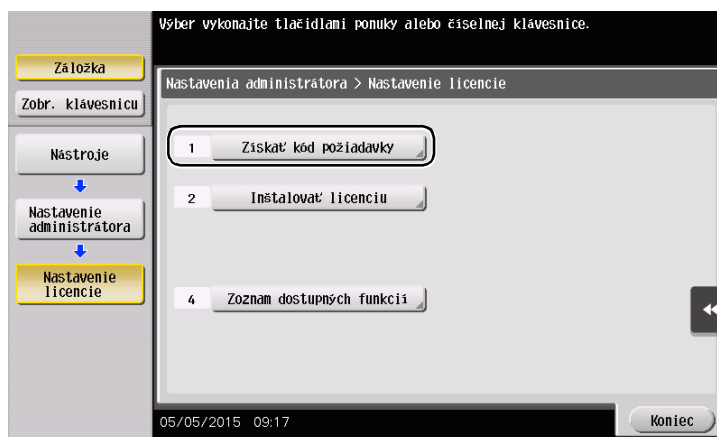 Výber vykonajte tlačidlami ponuky alebo číselnej klávesnice.
Záložka
Zobr. klávesnicu
Nastavenia administrátora > Nastavenie licencie
Nástroje
1 Získať kód požiadavky
Nastavenie
administrátora
2 Inštalovať licenciu
Nastavenie
licencie
4 Zoznam dostupných funkcií
05/05/2015 09:17
Koniec